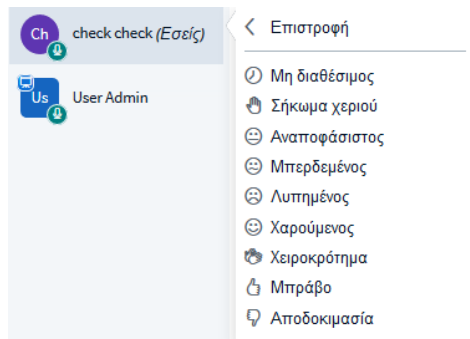 Ch check check (Εσείς)
Us User Admin
Επιστροφή
Μη διαθέσιμος
Σήκωμα χεριού
Αναποφάσιστος
Μπερδεμένος
Λυπημένος
Χαρούμενος
Χειροκρότημα
Μπράβο
Αποδοκιμασία